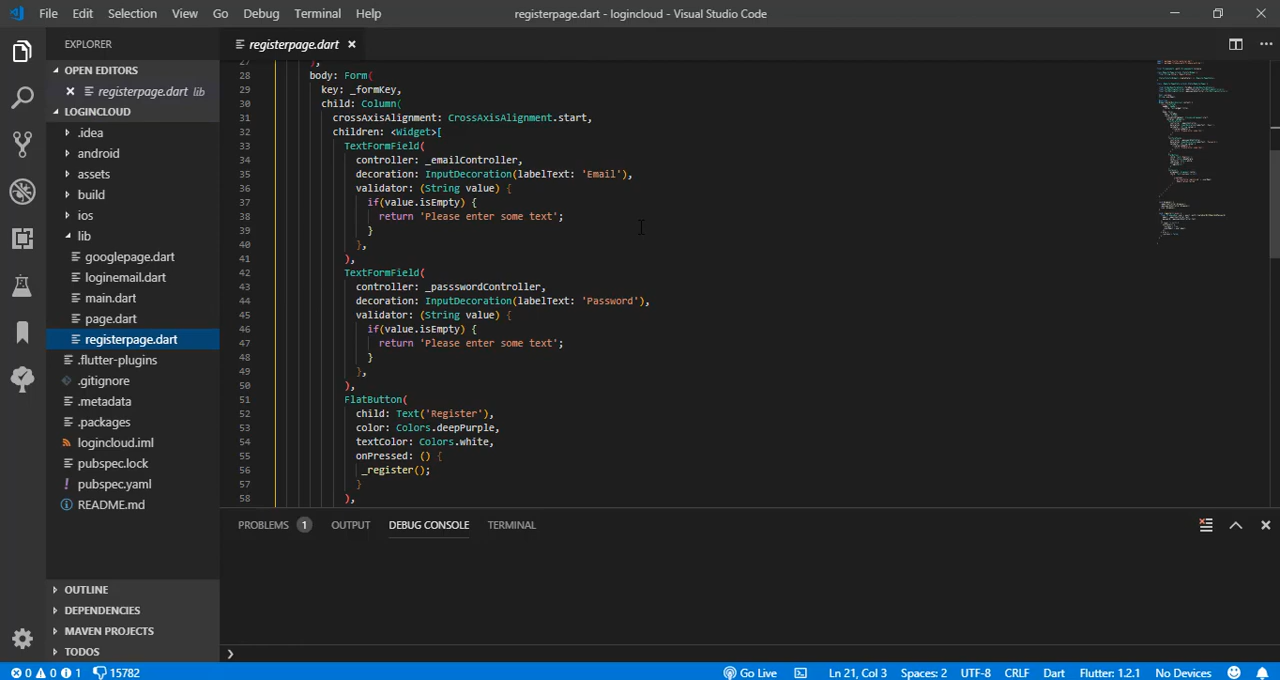 File Edit Selection View Go Debug Terminal Help
registerpage.dart - logincloud - Visual Studio Code
EXPLORER
OPEN EDITORS
registerpage.dart lib
LOGINCLOUD
.idea
android
assets
build
ios
lib
googlepage.dart
loginemail.dart
main.dart
page.dart
registerpage.dart
.flutter-plugins
.gitignore
.metadata
.packages
logincloud.iml
pubspec.lock
pubspec.yaml
README.md
OUTLINE
DEPENDENCIES
MAVEN PROJECTS
TODOS
registerpage.dart
27 ),
28 body: Form(
29 key: _formKey,
30 child: Column(
31 crossAxisAlignment: CrossAxisAlignment.start,
32 children: <Widget>[
33 TextFormField(
34 controller: _emailController,
35 decoration: InputDecoration(labelText: 'Email'),
36 validator: (String value) {
37 if(value.isEmpty) {
38 return 'Please enter some text';
39 }
40 },
41 ),
42 TextFormField(
43 controller: _passswordController,
44 decoration: InputDecoration(labelText: 'Password'),
45 validator: (String value) {
46 if(value.isEmpty) {
47 return 'Please enter some text';
48 }
49 },
50 ),
51 FlatButton(
52 child: Text('Register'),
53 color: Colors.deepPurple,
54 textColor: Colors.white,
55 onPressed: () {
56 _register();
57 }
58 ),
PROBLEMS 1 OUTPUT DEBUG CONSOLE TERMINAL
0 0 1 15782 Go Live Ln 21, Col 3 Spaces: 2 UTF-8 CRLF Dart Flutter: 1.2.1 No Devices